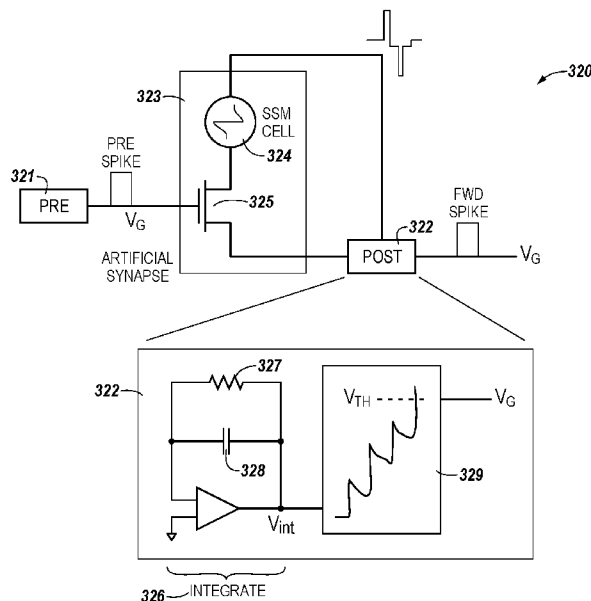 320
323
SSM
CELL
324
PRE
SPIKE
321
PRE
V_G
325
ARTIFICIAL
SYNAPSE
322
POST
FWD
SPIKE
V_G
322
327
328
V_int
V_TH
V_G
329
326
INTEGRATE